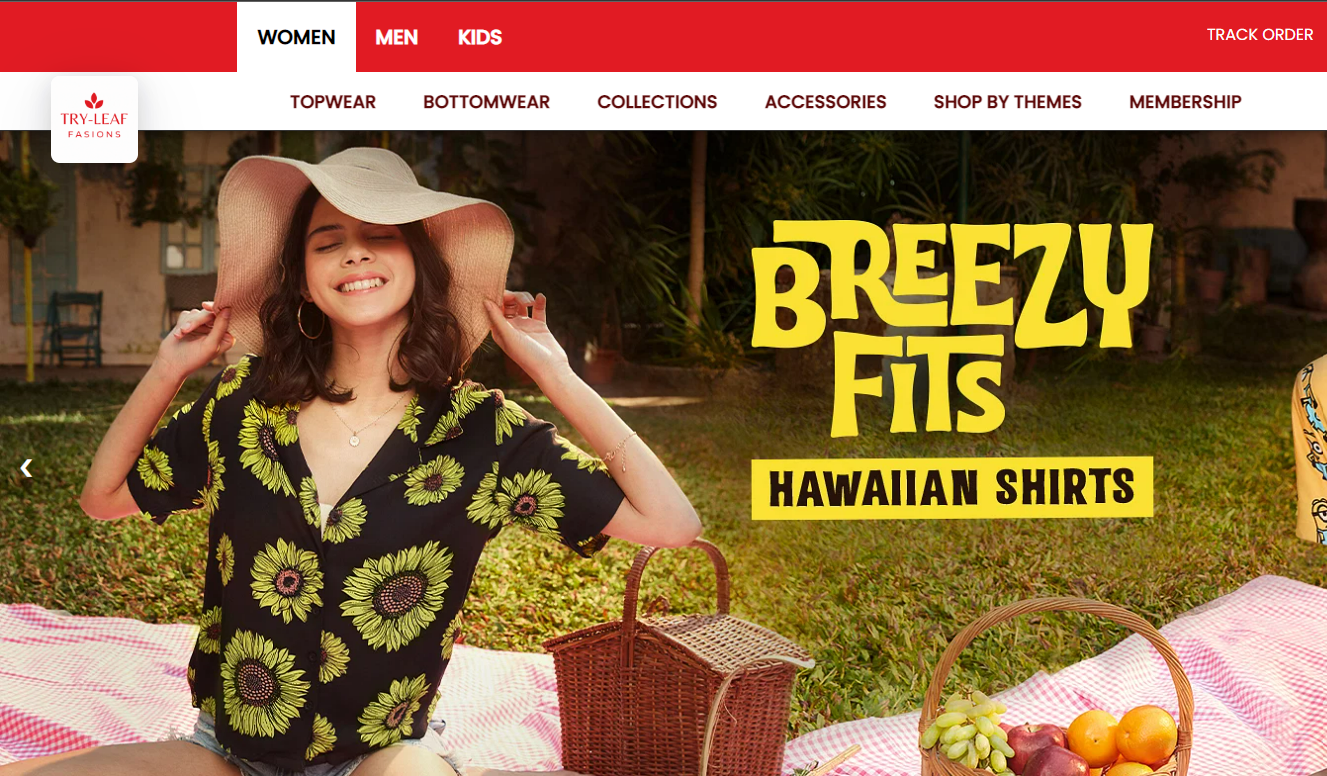 WOMEN MEN KIDS TRACK ORDER
TRY-LEAF
FASIONS
TOPWEAR BOTTOMWEAR COLLECTIONS ACCESSORIES SHOP BY THEMES MEMBERSHIP
BREEZY
FITS
HAWAIIAN SHIRTS